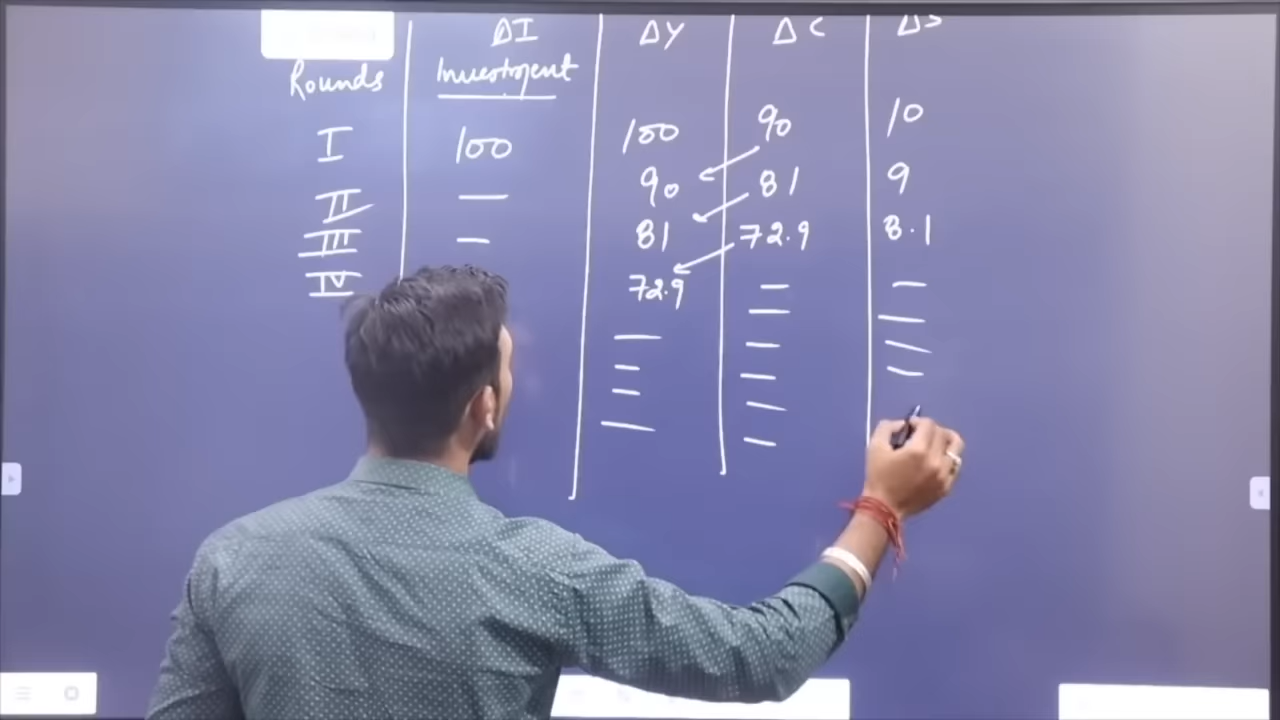 ΔI ΔY ΔC ΔS
Rounds Investment
I 100 100 90 10
II — 90 81 9
III — 81 72.9 8.1
IV 72.9 — —
— — —
— — —
— — —
— —
—